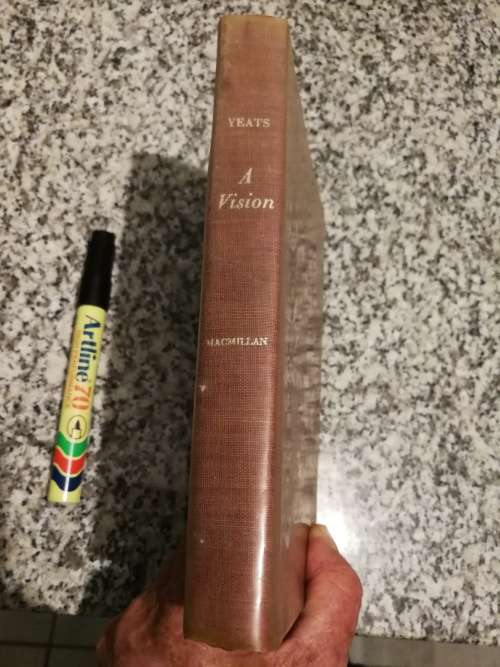 YEATS
A
Vision
MACMILLAN
Artline 70